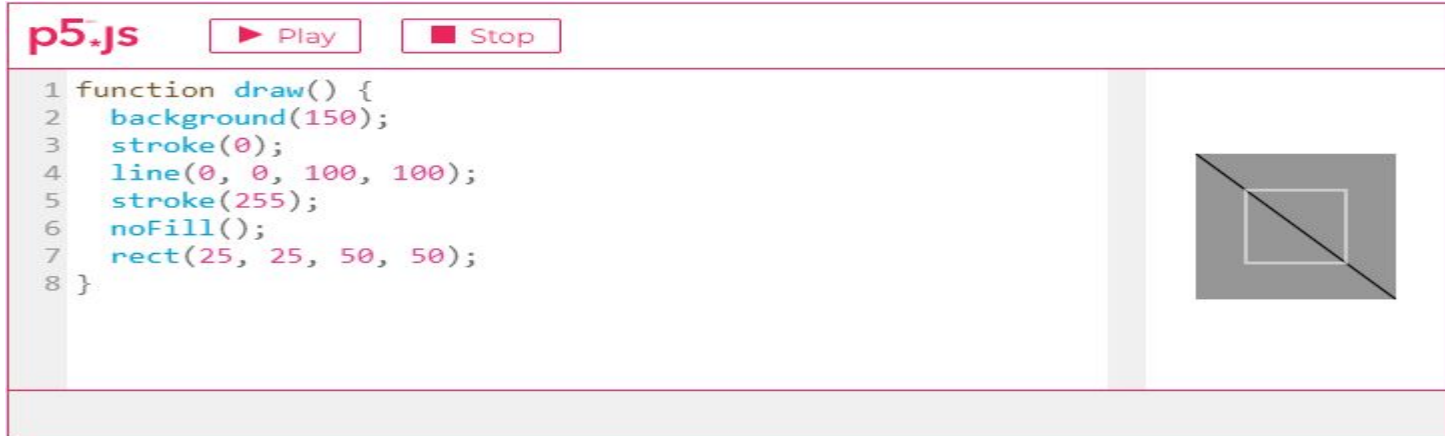 p5.js Play Stop
1 function draw() {
2   background(150);
3   stroke(0);
4   line(0, 0, 100, 100);
5   stroke(255);
6   noFill();
7   rect(25, 25, 50, 50);
8 }